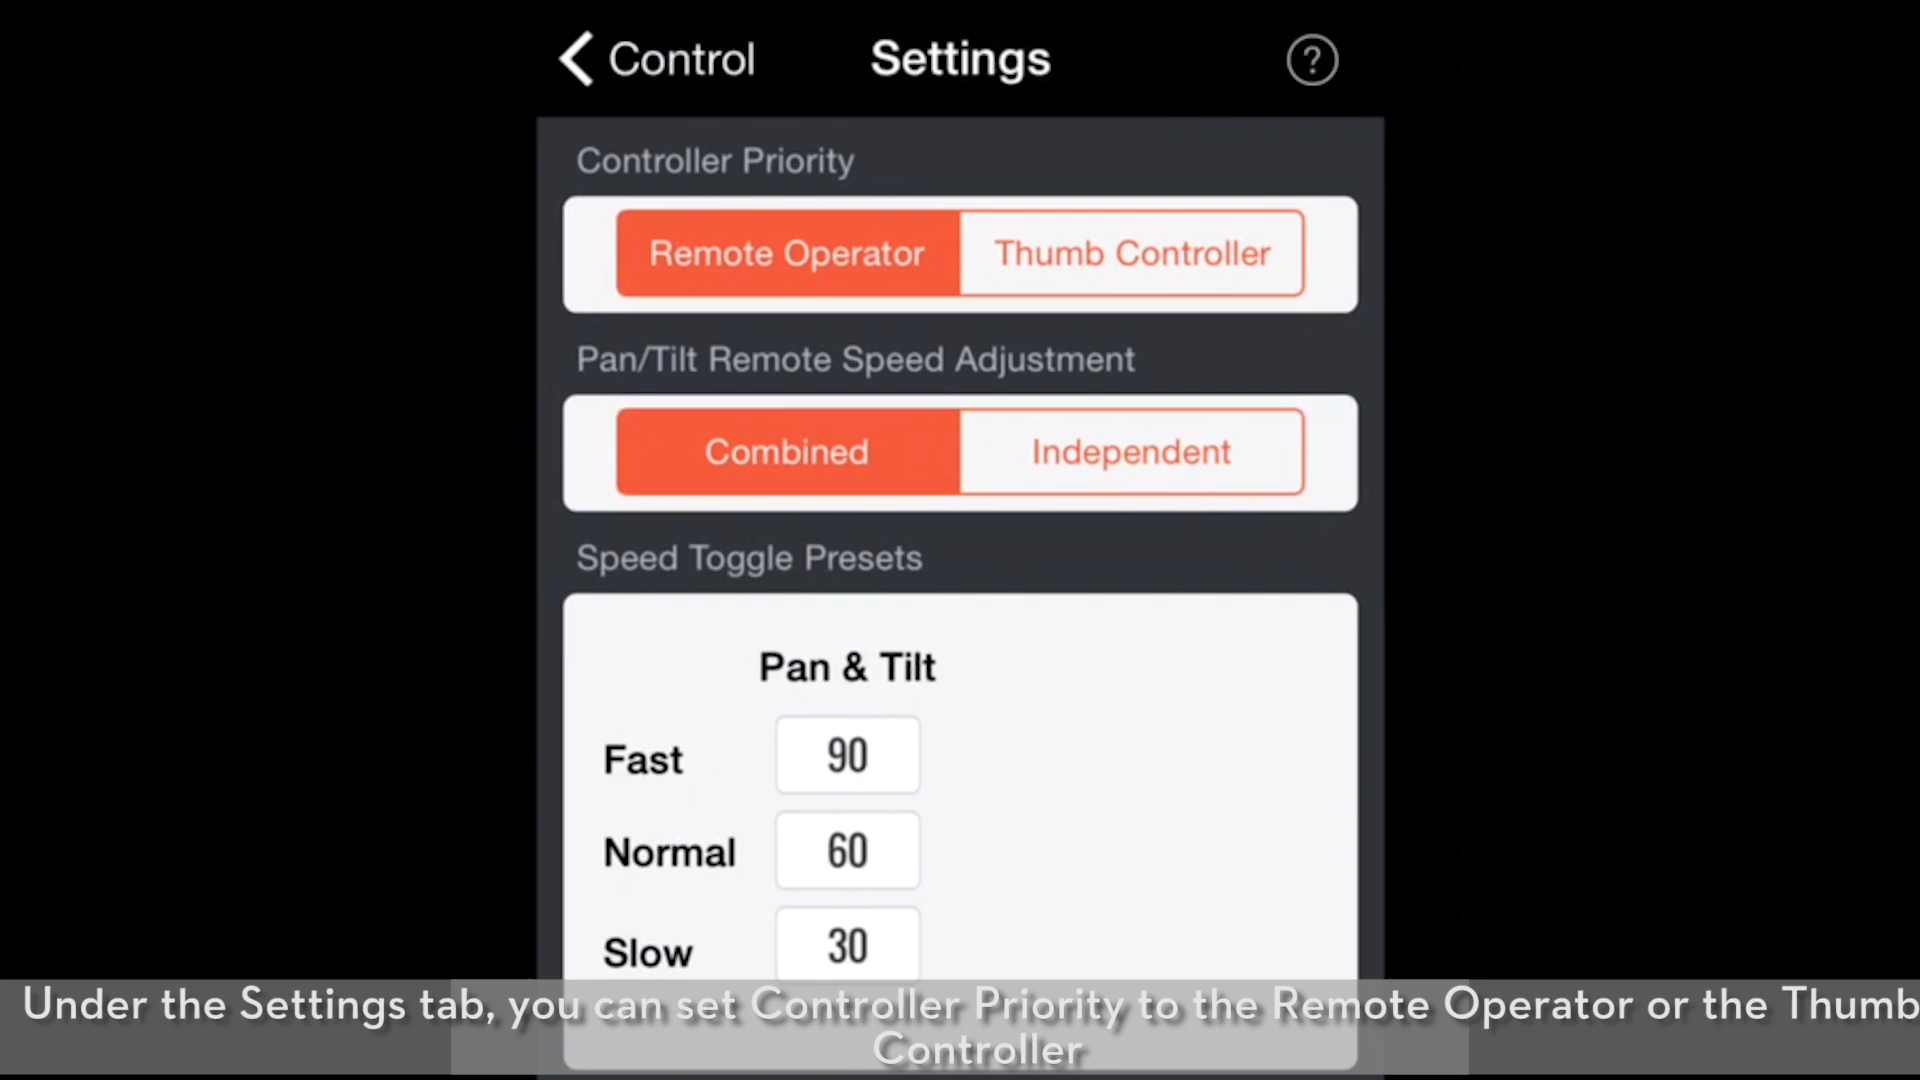 Control
Settings
?
Controller Priority
Remote Operator
Thumb Controller
Pan/Tilt Remote Speed Adjustment
Combined
Independent
Speed Toggle Presets
Pan & Tilt
Fast
90
Normal
60
Slow
30
Under the Settings tab, you can set Controller Priority to the Remote Operator or the Thumb
Controller